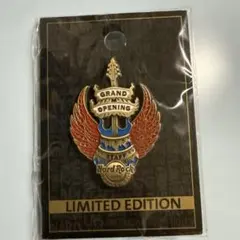 GRAND
OPENING
Hard Rock
LIMITED EDITION